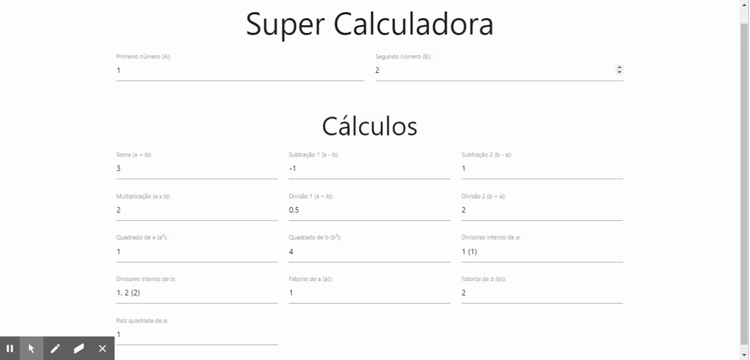 Super Calculadora
Primeiro número (A): Segundo número (B):
1 2
Cálculos
Soma (a + b): Subtração 1 (a - b): Subtração 2 (b - a):
3 -1 1
Multiplicação (a x b): Divisão 1 (a ÷ b): Divisão 2 (b ÷ a):
2 0,5 2
Quadrado de a (a²): Quadrado de b (b²): Divisores inteiros de a:
1 4 1 (1)
Divisores inteiros de b: Fatorial de a (a!): Fatorial de b (b!):
1, 2 (2) 1 2
Raiz quadrada de a:
1